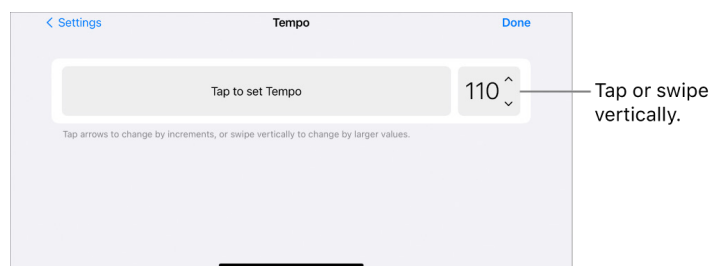 Settings
Tempo
Done
Tap to set Tempo
110
Tap or swipe
vertically.
Tap arrows to change by increments, or swipe vertically to change by larger values.